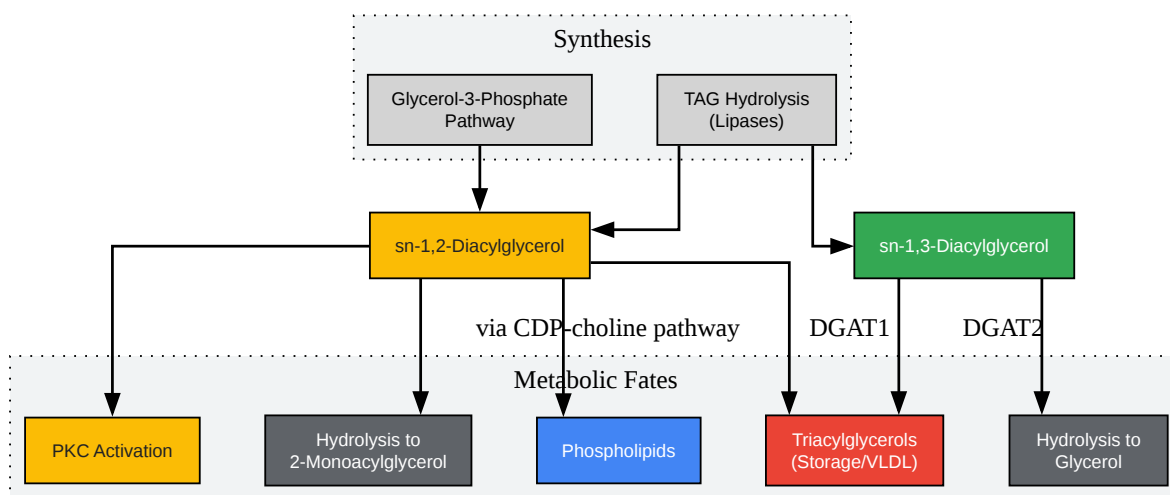 Synthesis
Glycerol-3-Phosphate
Pathway
TAG Hydrolysis
(Lipases)
sn-1,2-Diacylglycerol
sn-1,3-Diacylglycerol
via CDP-choline pathway
DGAT1
DGAT2
Metabolic Fates
PKC Activation
Hydrolysis to
2-Monoacylglycerol
Phospholipids
Triacylglycerols
(Storage/VLDL)
Hydrolysis to
Glycerol